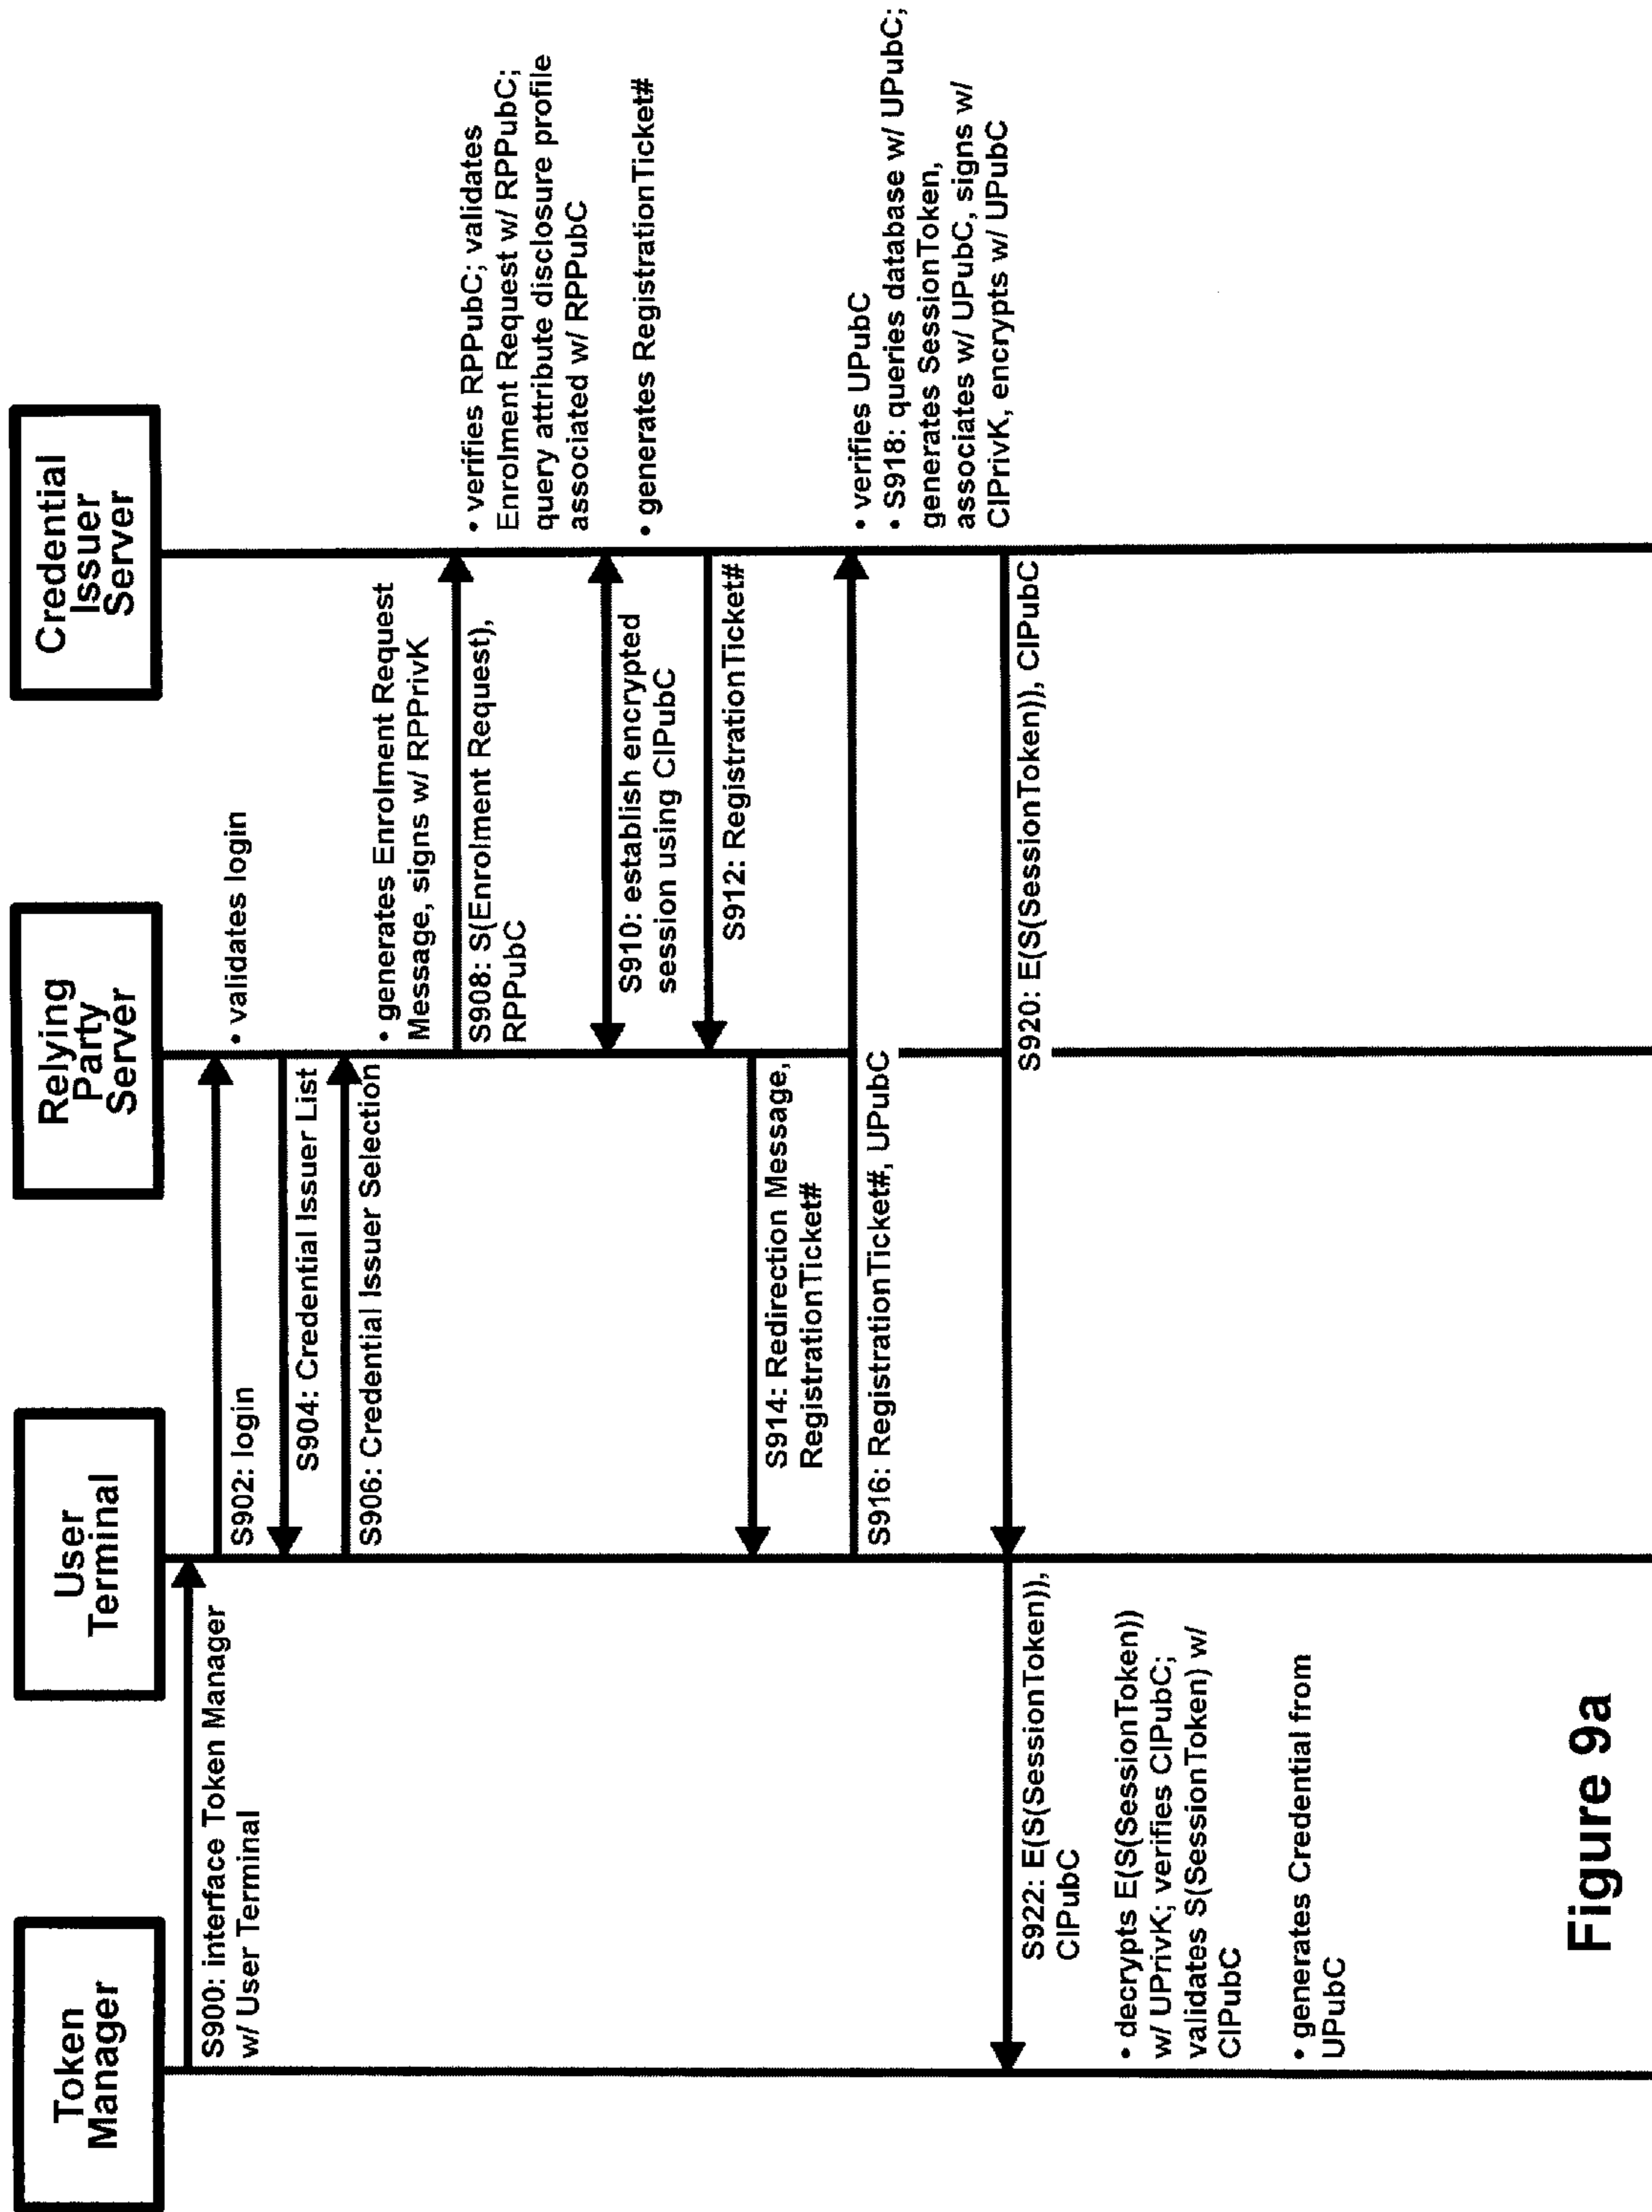 Token
Manager
User
Terminal
Relying
Party
Server
Credential
Issuer
Server
S900: interface Token Manager
w/ User Terminal
S902: login
• validates login
S904: Credential Issuer List
S906: Credential Issuer Selection
• generates Enrolment Request
Message, signs w/ RPPrivK
S908: S(Enrolment Request),
RPPubC
• verifies RPPubC; validates
Enrolment Request w/ RPPubC;
query attribute disclosure profile
associated w/ RPPubC
S910: establish encrypted
session using CIPubC
• generates RegistrationTicket#
S912: RegistrationTicket#
S914: Redirection Message,
RegistrationTicket#
S916: RegistrationTicket#, UPubC
• verifies UPubC
• S918: queries database w/ UPubC;
generates SessionToken,
associates w/ UPubC, signs w/
CIPrivK, encrypts w/ UPubC
S920: E(S(SessionToken)), CIPubC
S922: E(S(SessionToken)),
CIPubC
• decrypts E(S(SessionToken))
w/ UPrivK; verifies CIPubC;
validates S(SessionToken) w/
CIPubC
• generates Credential from
UPubC
Figure 9a